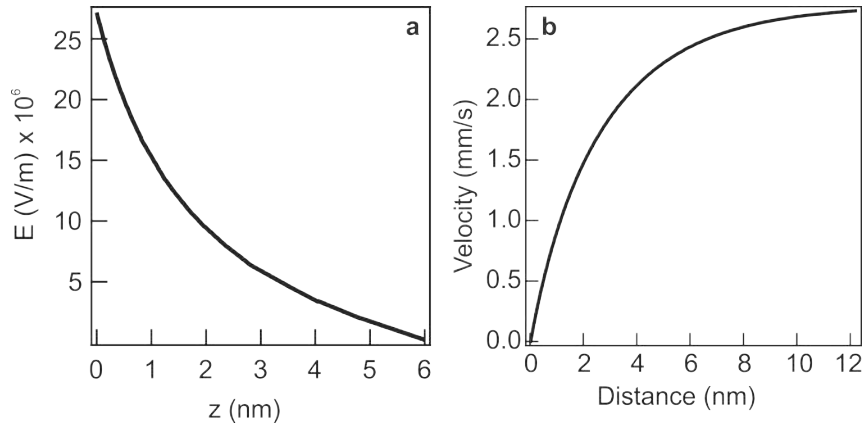 a
E (V/m) x 10⁶
25
20
15
10
5
0 1 2 3 4 5 6
z (nm)
b
Velocity (mm/s)
2.5
2.0
1.5
1.0
0.5
0.0
0 2 4 6 8 10 12
Distance (nm)